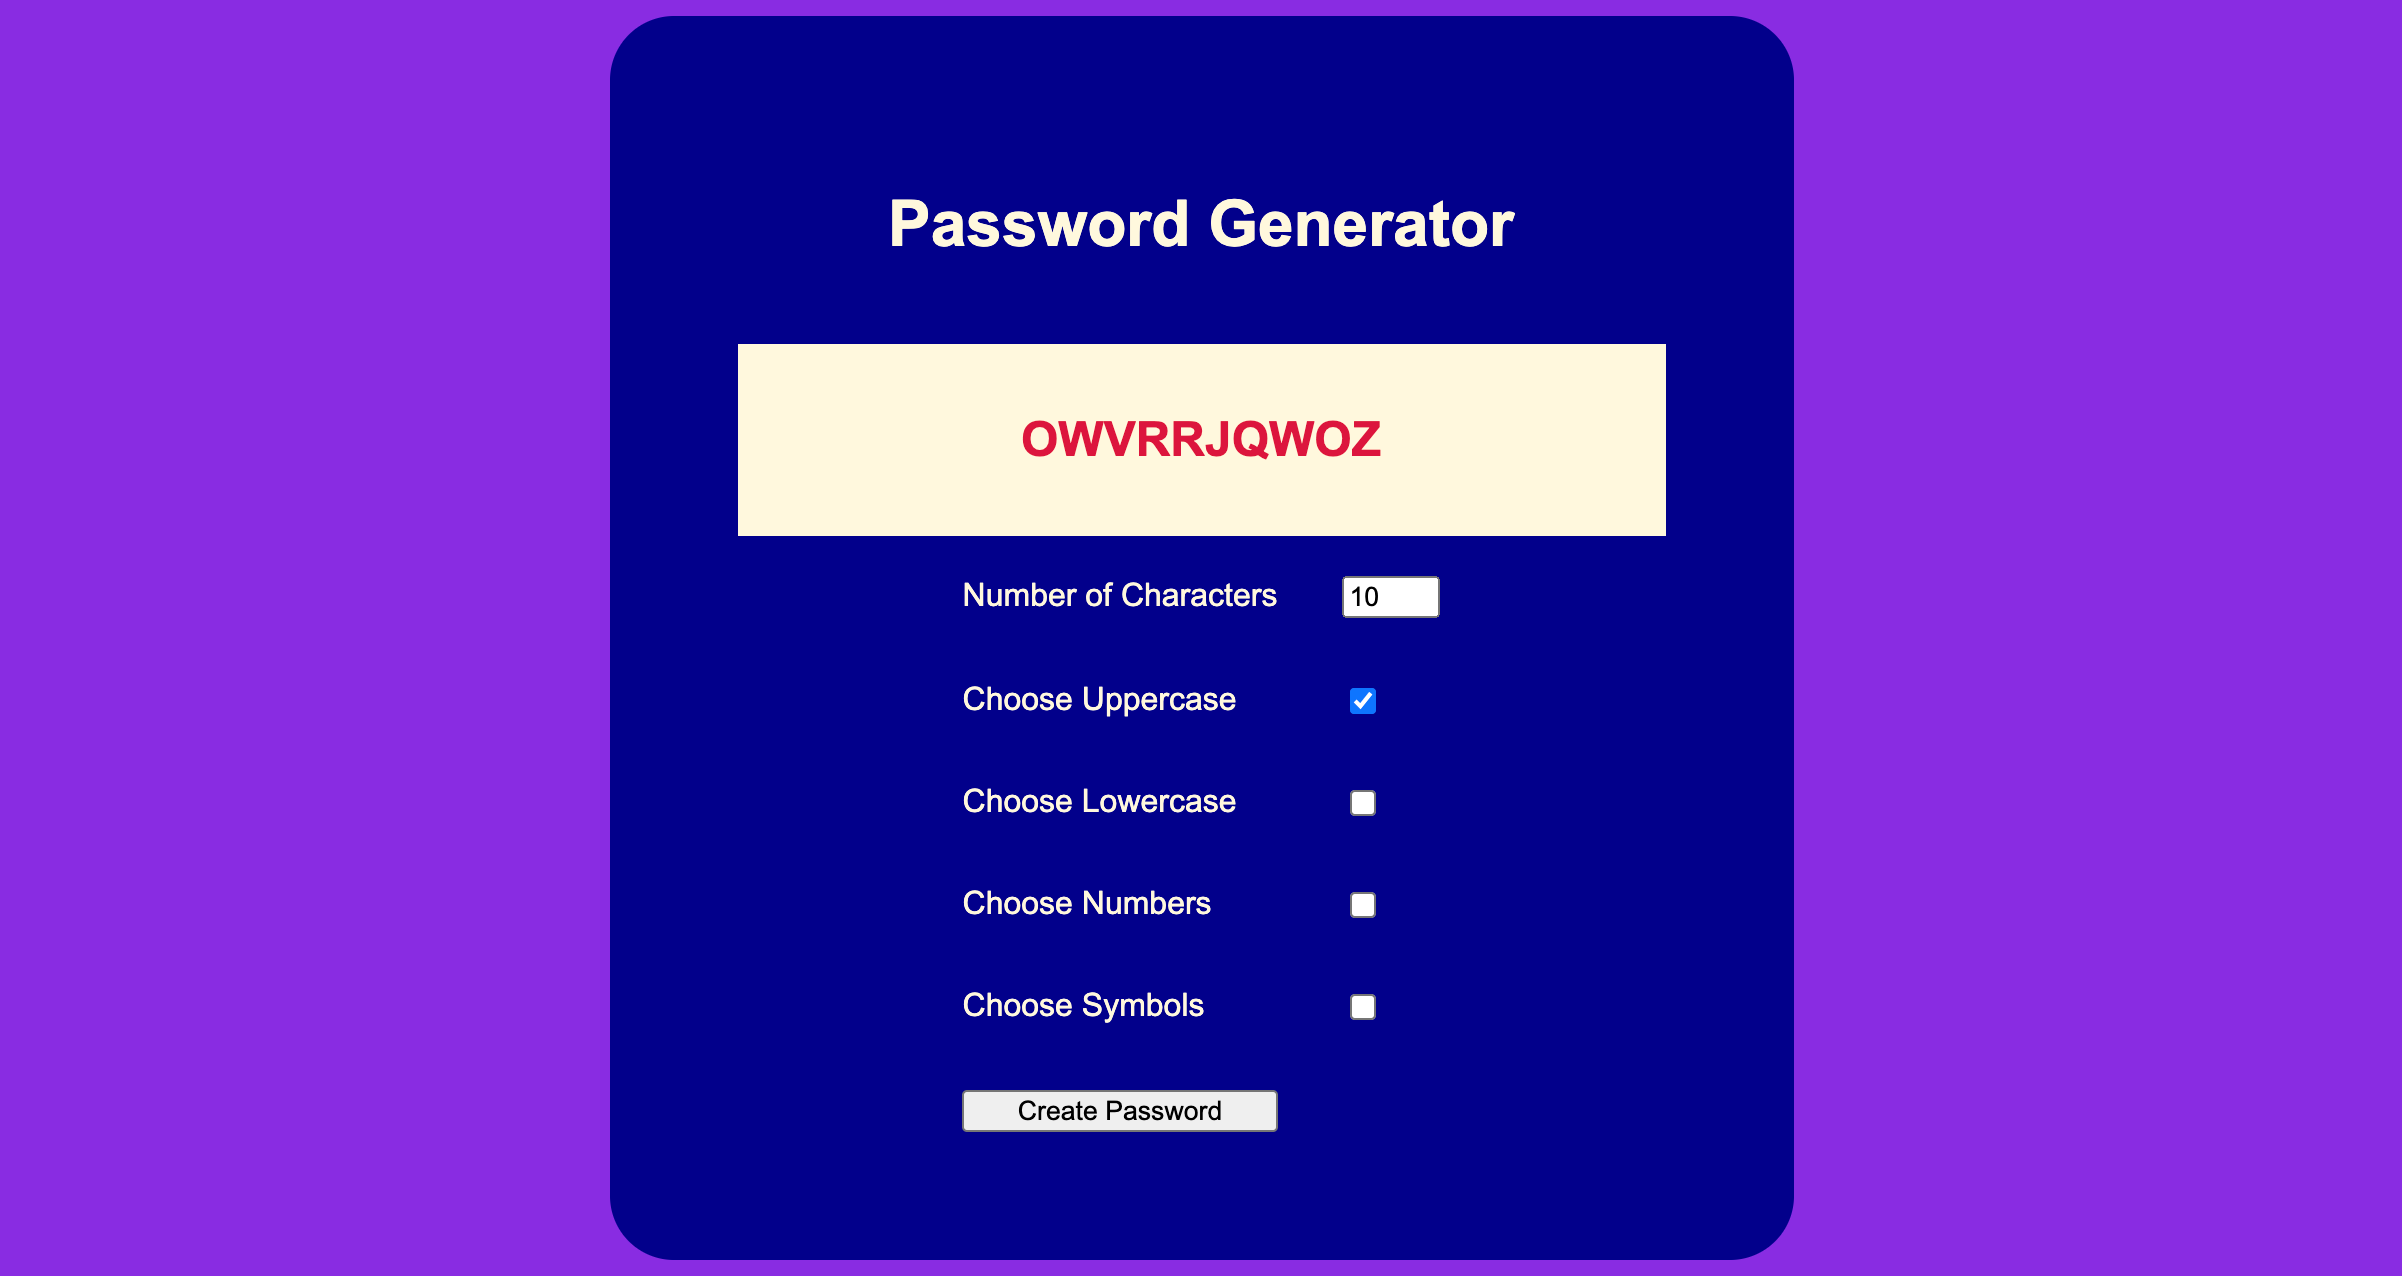 Password Generator
OWVRRJQWOZ
Number of Characters 10
Choose Uppercase
Choose Lowercase
Choose Numbers
Choose Symbols
Create Password